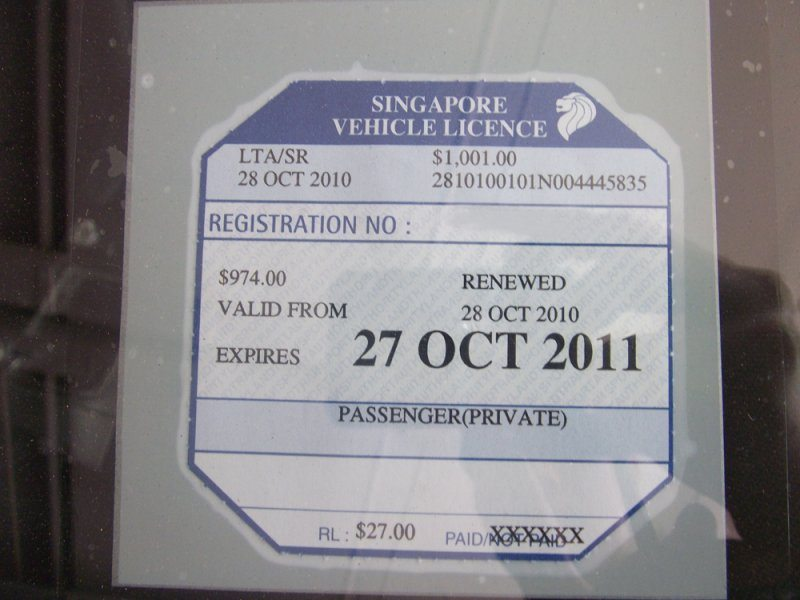 SINGAPORE
VEHICLE LICENCE
LTA/SR $1,001.00
28 OCT 2010 2810100101N004445835
REGISTRATION NO :
$974.00 RENEWED
VALID FROM 28 OCT 2010
EXPIRES 27 OCT 2011
PASSENGER(PRIVATE)
RL : $27.00 PAID/NOT PAID XXXXXX